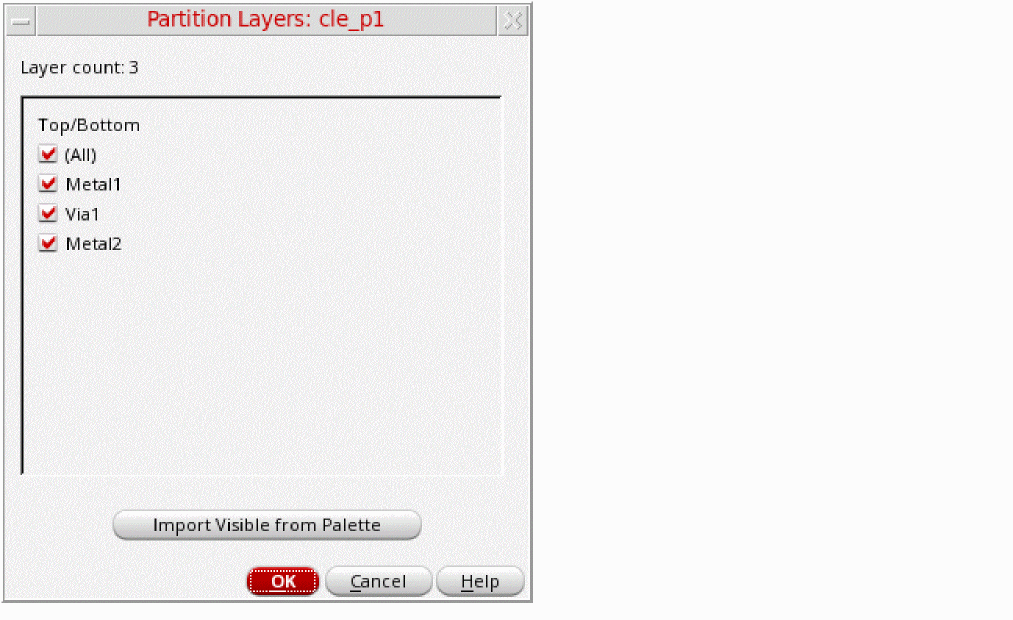 Partition Layers: cle_p1
Layer count: 3
Top/Bottom
(All)
Metal1
Via1
Metal2
Import Visible from Palette
OK Cancel Help